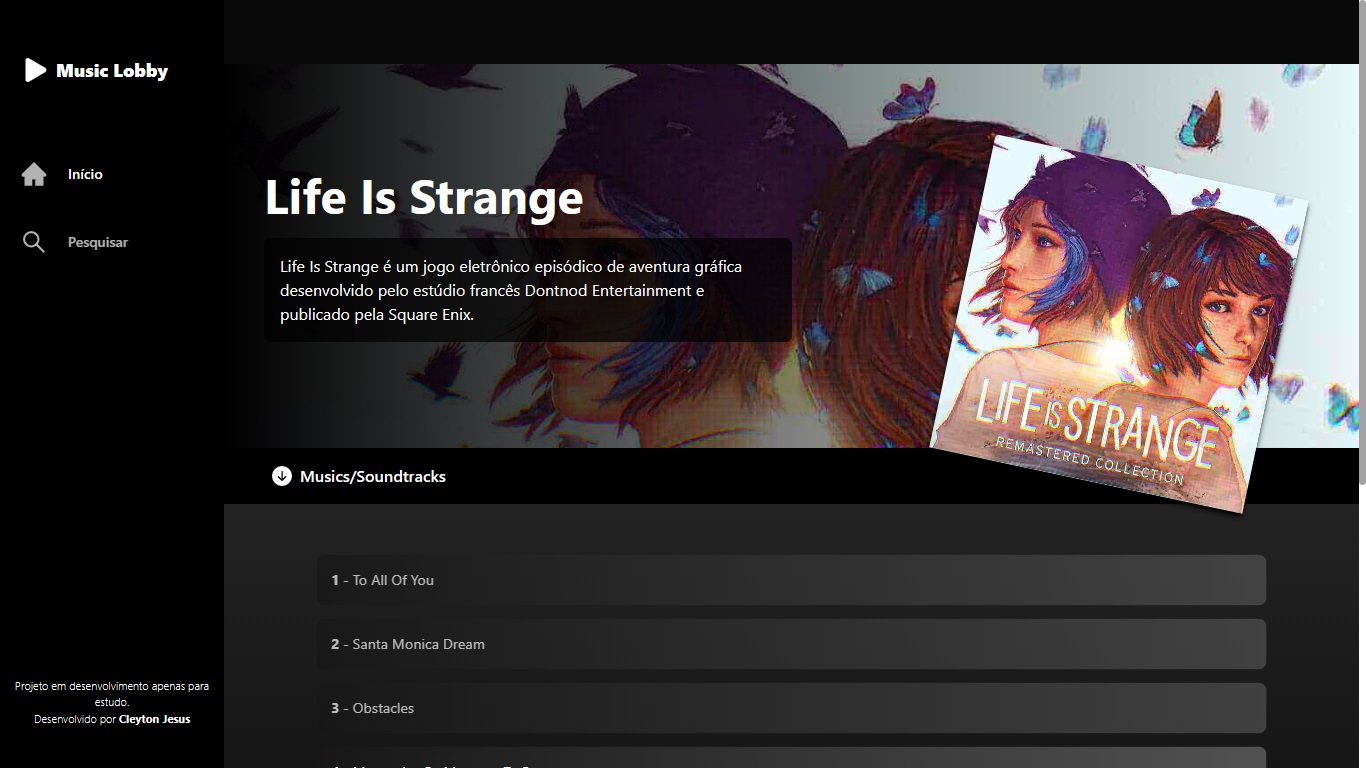 Music Lobby
Início
Pesquisar
Life Is Strange
Life Is Strange é um jogo eletrônico episódico de aventura gráfica
desenvolvido pelo estúdio francês Dontnod Entertainment e
publicado pela Square Enix.
LIFE IS STRANGE
REMASTERED COLLECTION
Musics/Soundtracks
1 - To All Of You
2 - Santa Monica Dream
3 - Obstacles
Projeto em desenvolvimento apenas para
estudo.
Desenvolvido por Cleyton Jesus